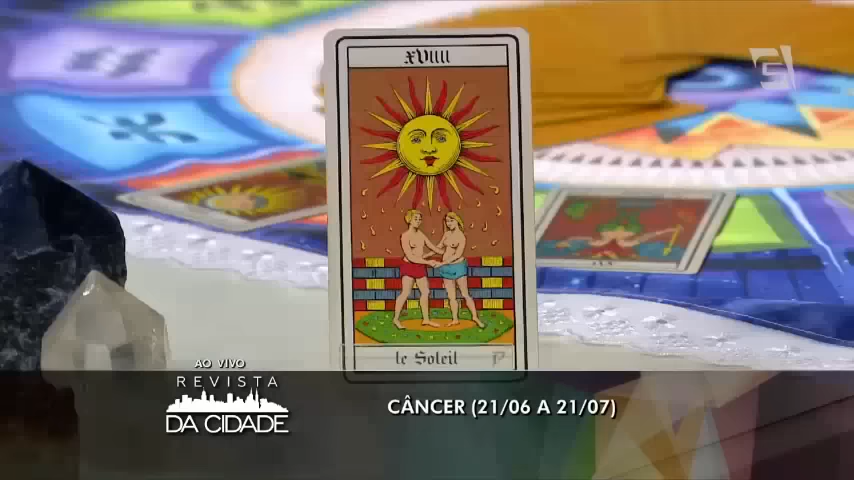 XVIIII
le Soleil
AO VIVO
REVISTA
DA CIDADE
CÂNCER (21/06 A 21/07)